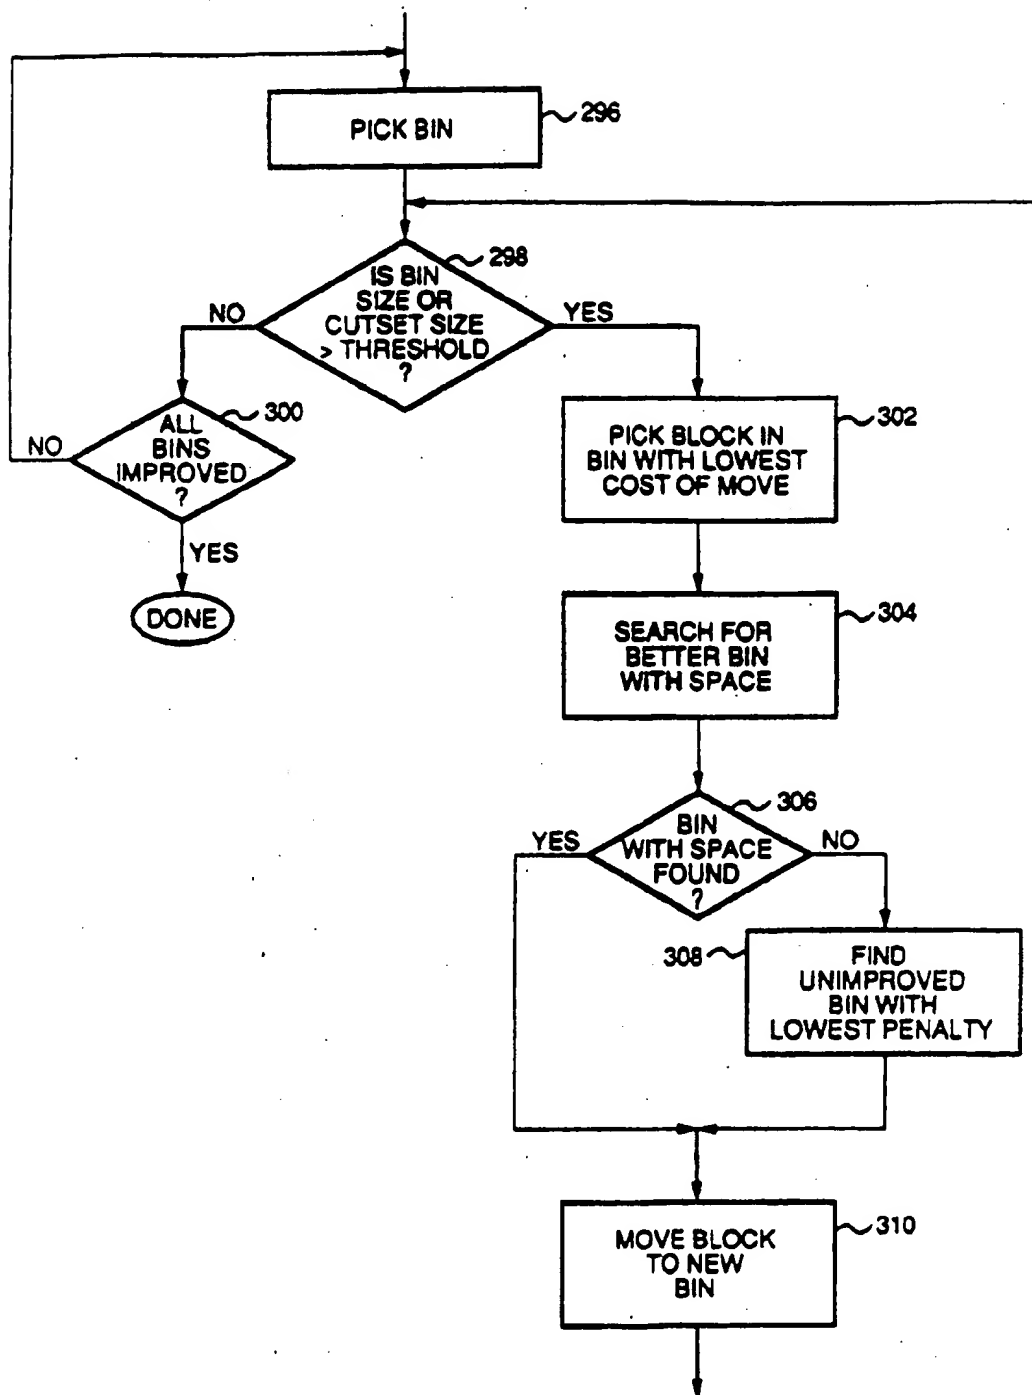 PICK BIN
296
298
IS BIN
SIZE OR
CUTSET SIZE
> THRESHOLD
?
NO
YES
300
ALL
BINS
IMPROVED
?
NO
YES
DONE
302
PICK BLOCK IN
BIN WITH LOWEST
COST OF MOVE
304
SEARCH FOR
BETTER BIN
WITH SPACE
306
BIN
WITH SPACE
FOUND
?
YES
NO
308
FIND
UNIMPROVED
BIN WITH
LOWEST PENALTY
310
MOVE BLOCK
TO NEW
BIN